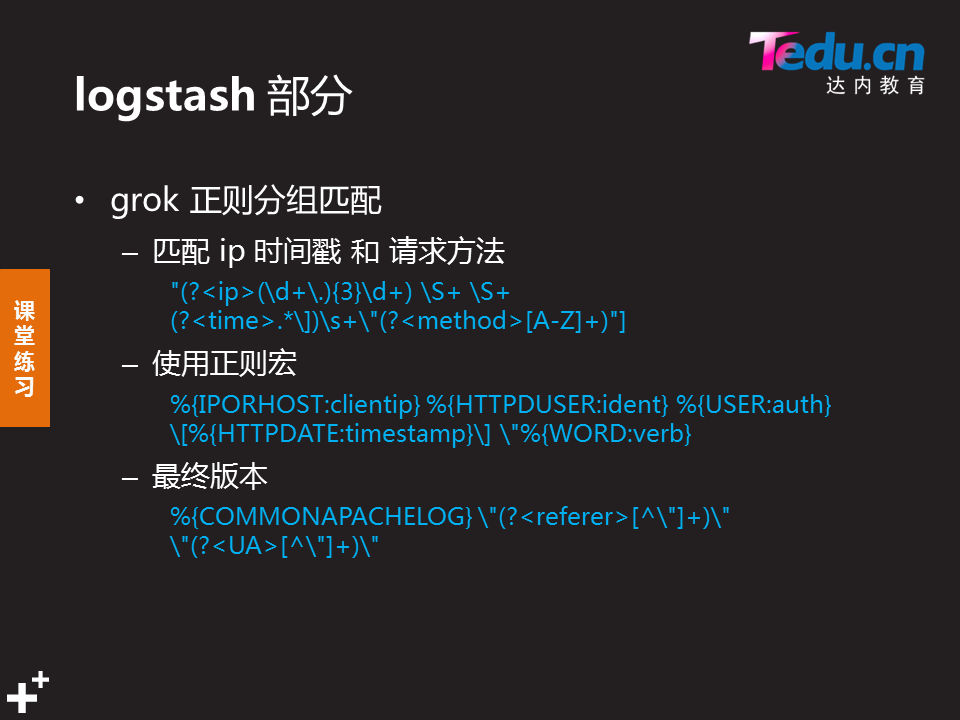 Tedu.cn
达内教育
logstash 部分
• grok 正则分组匹配
– 匹配 ip 时间戳 和 请求方法
"(?<ip>(\d+\.){3}\d+) \S+ \S+
(?<time>.*\])\s+\"(?<method>[A-Z]+)"]
– 使用正则宏
%{IPORHOST:clientip} %{HTTPDUSER:ident} %{USER:auth}
\[%{HTTPDATE:timestamp}\] \"%{WORD:verb}
– 最终版本
%{COMMONAPACHELOG} \"(?<referer>[^\"]+)\"
\"(?<UA>[^\"]+)\"
课
堂
练
习